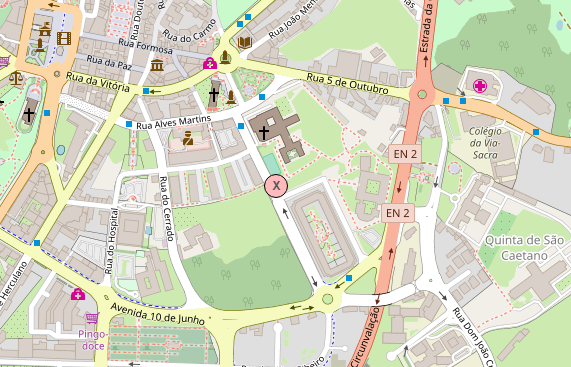 Rua do Carmo
Rua João Men
Estrada da
Rua Formosa
Rua da Paz
Rua da Vitória
Rua 5 de Outubro
Rua Alves Martins
Colégio
da Via-
Sacra
EN 2
X
EN 2
Rua do Cerrado
Rua do Hospital
Quinta de São
Caetano
e Herculano
Avenida 10 de Junho
Pingo
doce
Circunvalação
Rua Dom João C
ibeiro